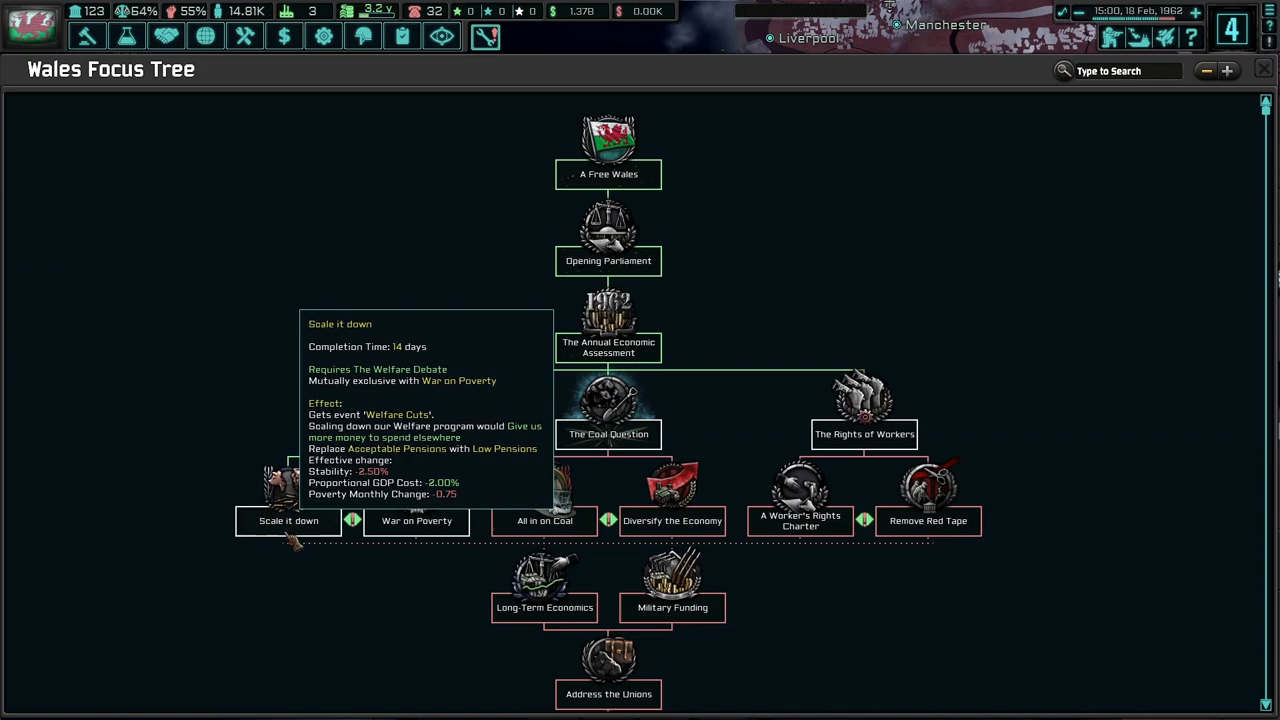 123 64% 55% 14.81K 3 3.2 v 32 0 0 0 1.37B 0.00K
Manchester
Liverpool
15:00, 18 Feb, 1962
4
Wales Focus Tree
Type to Search
A Free Wales
Opening Parliament
1962
The Annual Economic
Assessment
Scale it down
Completion Time: 14 days
Requires The Welfare Debate
Mutually exclusive with War on Poverty
Effect:
Gets event 'Welfare Cuts'.
Scaling down our Welfare program would Give us
more money to spend elsewhere
Replace Acceptable Pensions with Low Pensions
Effective change:
Stability: -2.50%
Proportional GDP Cost: -2.00%
Poverty Monthly Change: -0.75
The Coal Question
The Rights of Workers
Scale it down
War on Poverty
All in on Coal
Diversify the Economy
A Worker's Rights
Charter
Remove Red Tape
Long-Term Economics
Military Funding
Address the Unions